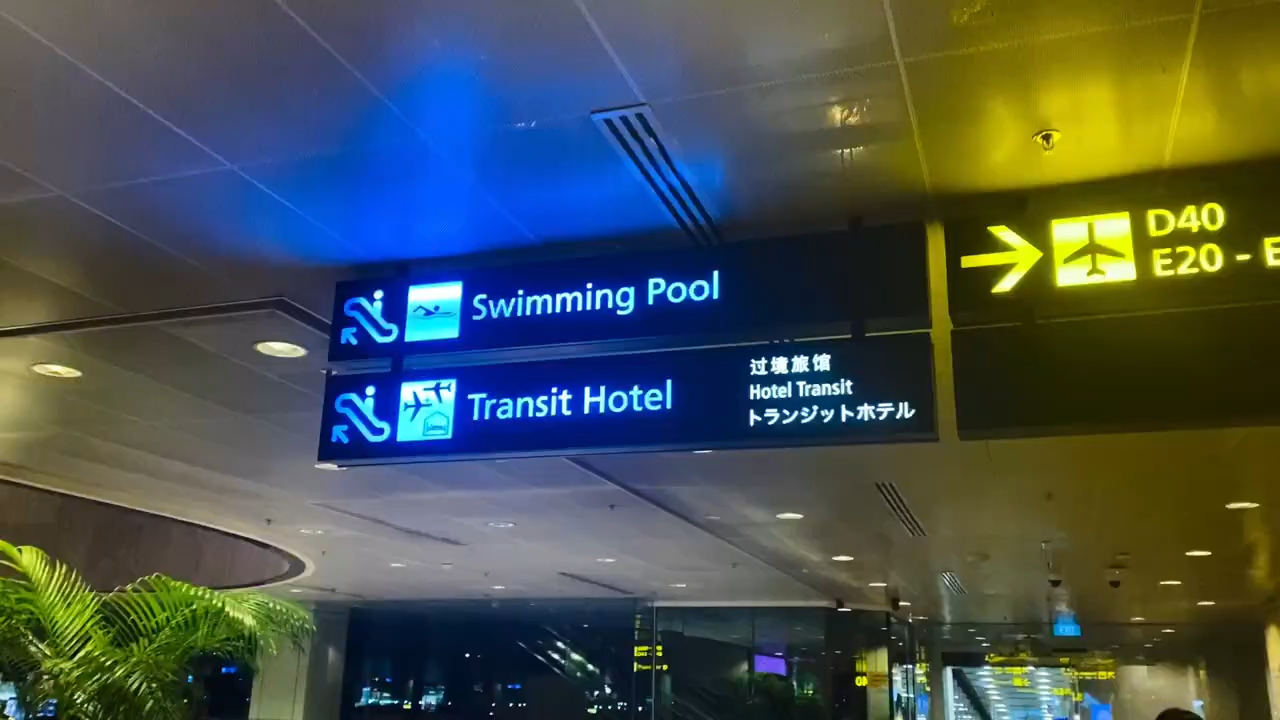 Swimming Pool
Transit Hotel
过境旅馆
Hotel Transit
トランジットホテル
D40
E20 -
EXIT